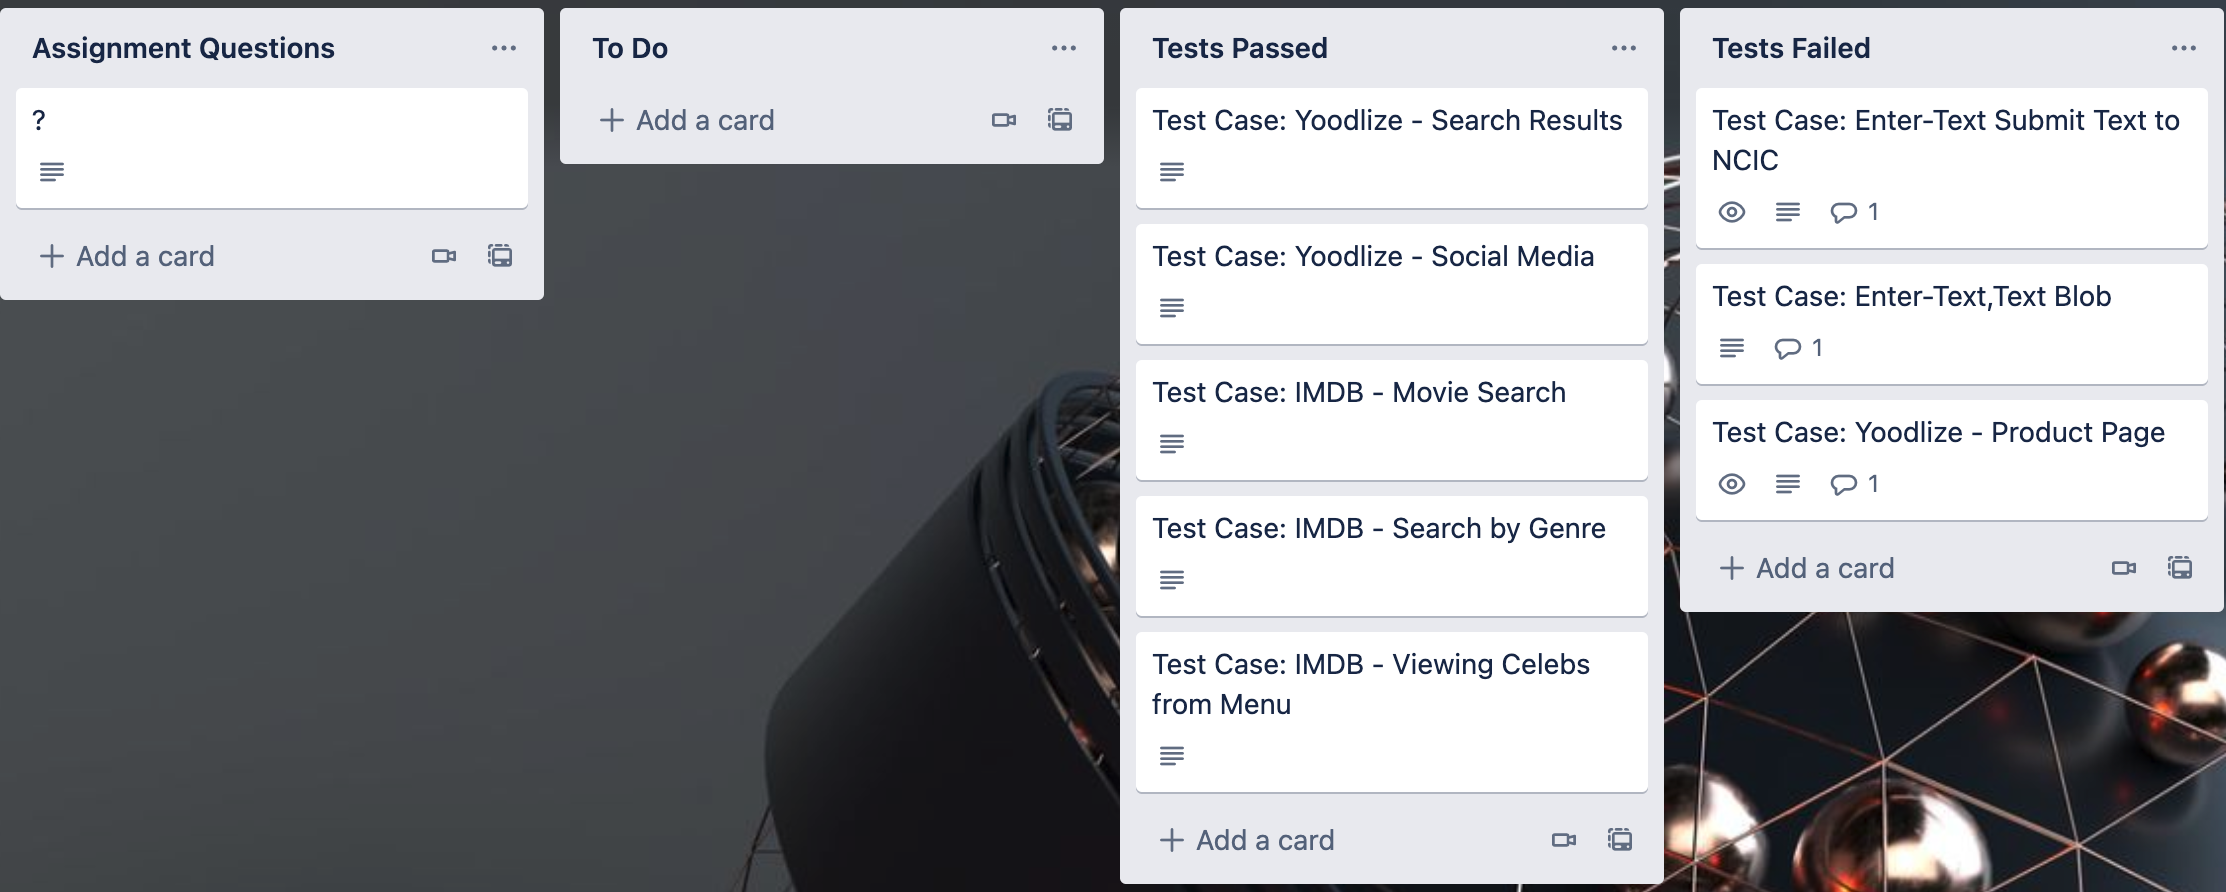 Assignment Questions
?
Add a card
To Do
Add a card
Tests Passed
Test Case: Yoodlize - Search Results
Test Case: Yoodlize - Social Media
Test Case: IMDB - Movie Search
Test Case: IMDB - Search by Genre
Test Case: IMDB - Viewing Celebs
from Menu
Add a card
Tests Failed
Test Case: Enter-Text Submit Text to
NCIC
1
Test Case: Enter-Text,Text Blob
1
Test Case: Yoodlize - Product Page
1
Add a card